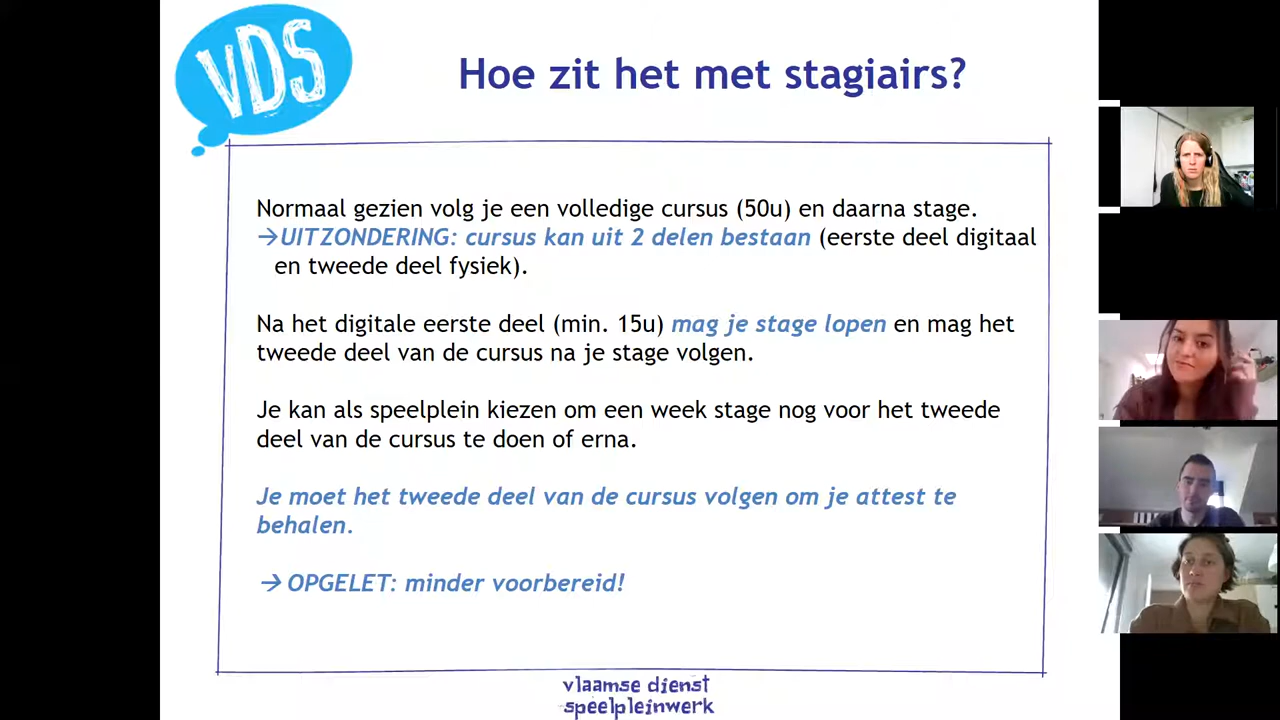 VDS
Hoe zit het met stagiairs?
Normaal gezien volg je een volledige cursus (50u) en daarna stage.
→UITZONDERING: cursus kan uit 2 delen bestaan (eerste deel digitaal
en tweede deel fysiek).
Na het digitale eerste deel (min. 15u) mag je stage lopen en mag het
tweede deel van de cursus na je stage volgen.
Je kan als speelplein kiezen om een week stage nog voor het tweede
deel van de cursus te doen of erna.
Je moet het tweede deel van de cursus volgen om je attest te
behalen.
→ OPGELET: minder voorbereid!
vlaamse dienst
speelpleinwerk